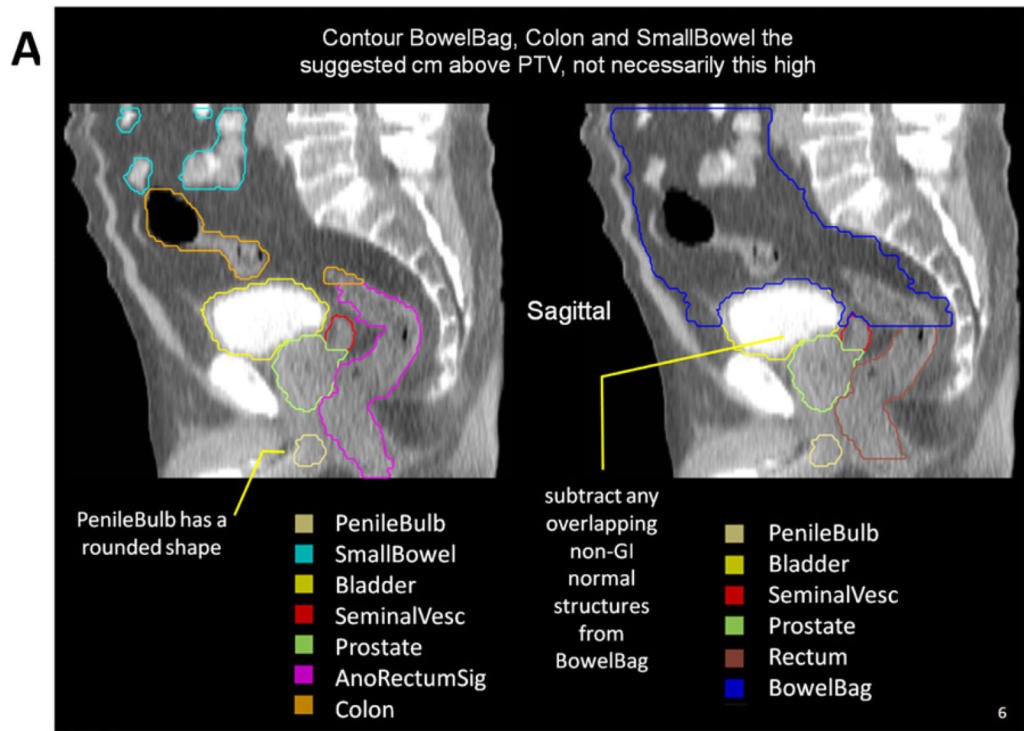 A
Contour BowelBag, Colon and SmallBowel the
suggested cm above PTV, not necessarily this high
Sagittal
PenileBulb has a
rounded shape
PenileBulb
SmallBowel
Bladder
SeminalVesc
Prostate
AnoRectumSig
Colon
subtract any
overlapping
non-GI
normal
structures
from
BowelBag
PenileBulb
Bladder
SeminalVesc
Prostate
Rectum
BowelBag
6